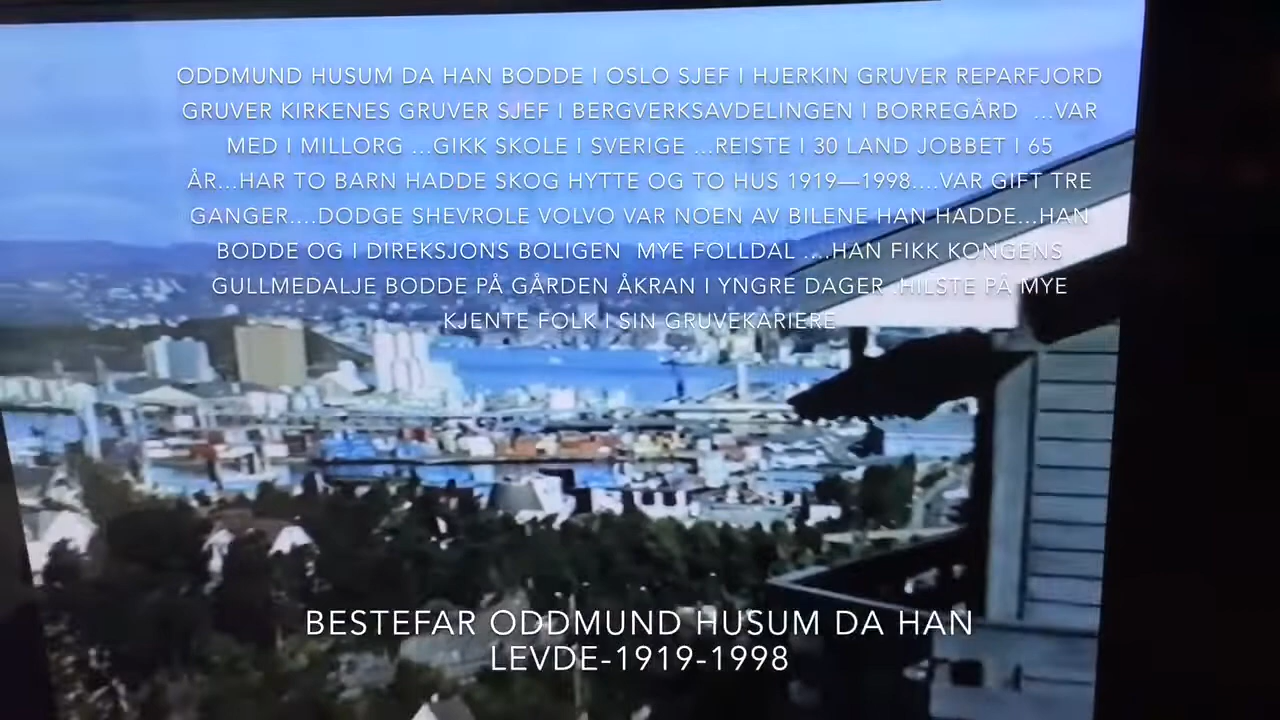 ODDMUND HUSUM DA HAN BODDE I OSLO SJEF I HJERKIN GRUVER REPARFJORD
GRUVER KIRKENES GRUVER SJEF I BERGVERKSAVDELINGEN I BORREGÅRD ...VAR
MED I MILLORG ...GIKK SKOLE I SVERIGE ...REISTE I 30 LAND JOBBET I 65
ÅR...HAR TO BARN HADDE SKOG HYTTE OG TO HUS 1919—1998....VAR GIFT TRE
GANGER....DODGE SHEVROLE VOLVO VAR NOEN AV BILENE HAN HADDE...HAN
BODDE OG I DIREKSJONS BOLIGEN MYE FOLLDAL ....HAN FIKK KONGENS
GULLMEDALJE BODDE PÅ GÅRDEN ÅKRAN I YNGRE DAGER .HILSTE PÅ MYE
KJENTE FOLK I SIN GRUVEKARIERE
BESTEFAR ODDMUND HUSUM DA HAN
LEVDE-1919-1998